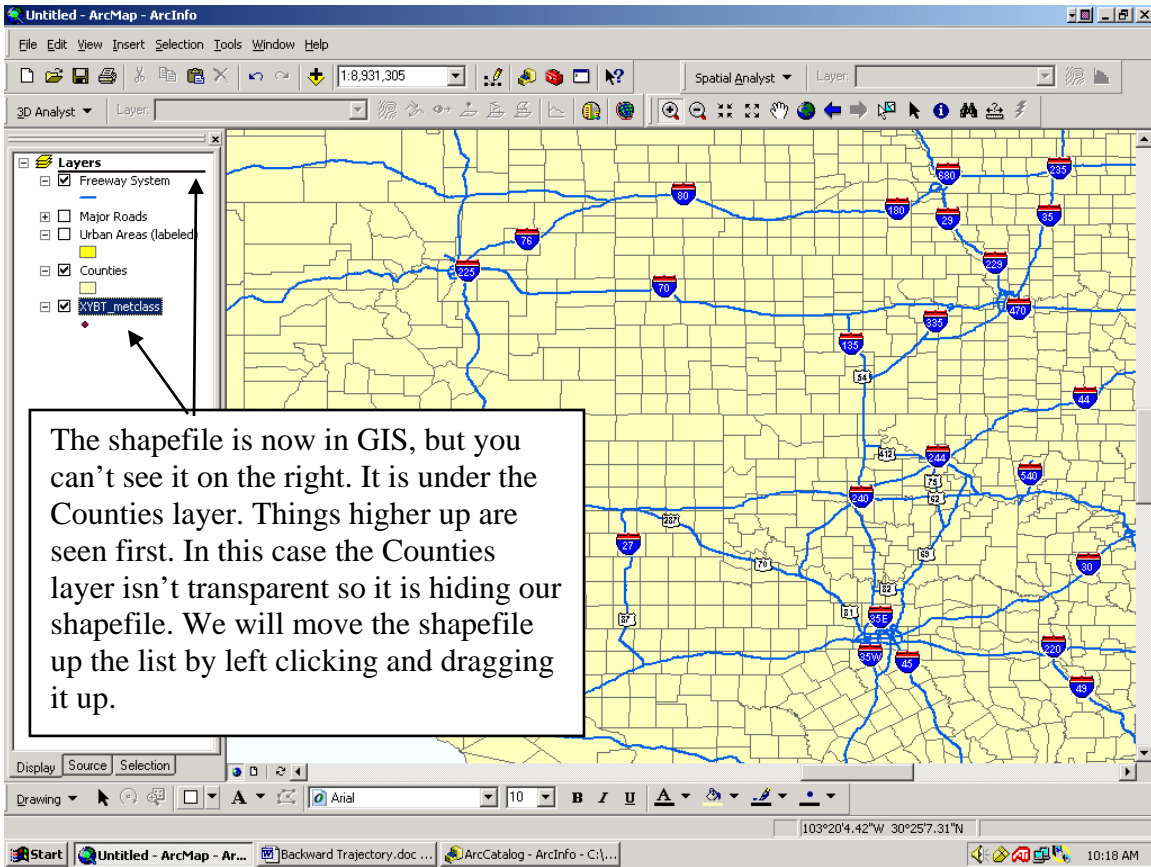 Untitled - ArcMap - ArcInfo
File Edit View Insert Selection Tools Window Help
1:8,931,305
Spatial Analyst
Layer:
3D Analyst
Layer:
Layers
Freeway System
Major Roads
Urban Areas (labeled)
Counties
XYBT_metclass
680
235
80
180
29
35
76
225
229
70
470
335
135
54
44
412
244
75
540
62
240
287
27
70
69
30
82
81
35E
87
220
35W
45
49
The shapefile is now in GIS, but you
can't see it on the right. It is under the
Counties layer. Things higher up are
seen first. In this case the Counties
layer isn't transparent so it is hiding our
shapefile. We will move the shapefile
up the list by left clicking and dragging
it up.
Display Source Selection
Drawing
A
Arial
10
B I U A
103°20'4.42"W 30°25'7.31"N
Start
Untitled - ArcMap - Ar...
Backward Trajectory.doc ...
ArcCatalog - ArcInfo - C:\...
10:18 AM